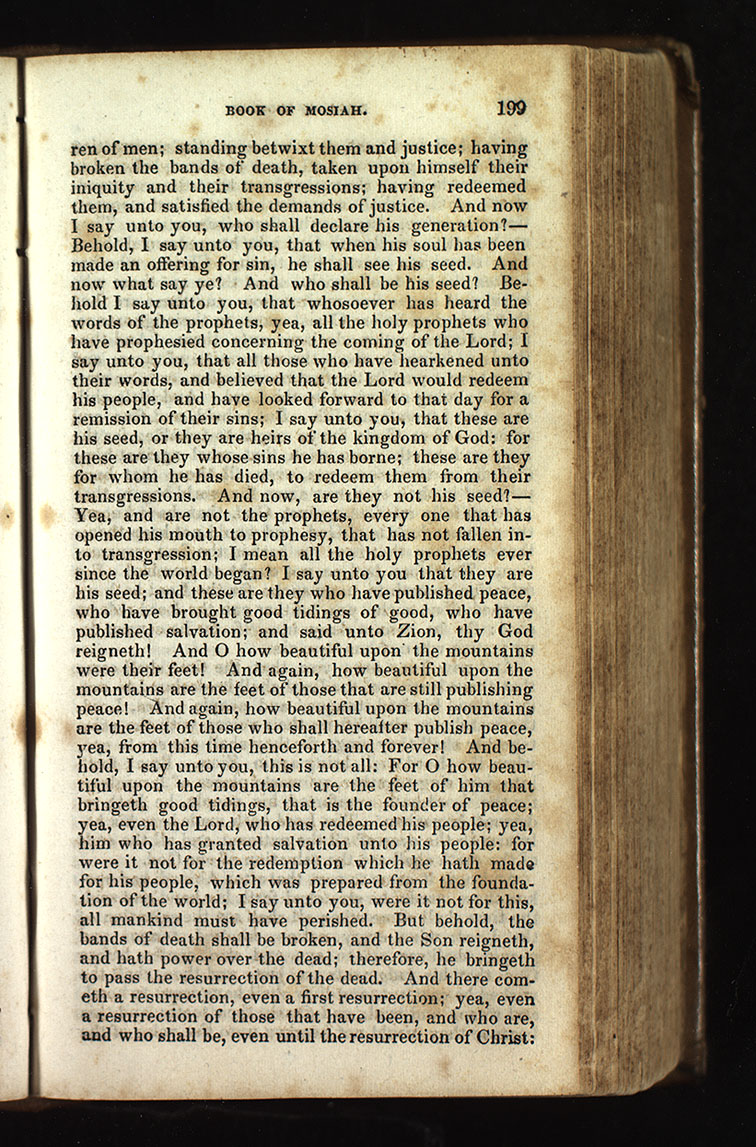 BOOK OF MOSIAH. 199
ren of men; standing betwixt them and justice; having
broken the bands of death, taken upon himself their
iniquity and their transgressions; having redeemed
them, and satisfied the demands of justice. And now
I say unto you, who shall declare his generation?—
Behold, I say unto you, that when his soul has been
made an offering for sin, he shall see his seed. And
now what say ye? And who shall be his seed? Be-
hold I say unto you, that whosoever has heard the
words of the prophets, yea, all the holy prophets who
have prophesied concerning the coming of the Lord; I
say unto you, that all those who have hearkened unto
their words, and believed that the Lord would redeem
his people, and have looked forward to that day for a
remission of their sins; I say unto you, that these are
his seed, or they are heirs of the kingdom of God: for
these are they whose sins he has borne; these are they
for whom he has died, to redeem them from their
transgressions. And now, are they not his seed?—
Yea, and are not the prophets, every one that has
opened his mouth to prophesy, that has not fallen in-
to transgression; I mean all the holy prophets ever
since the world began? I say unto you that they are
his seed; and these are they who have published peace,
who have brought good tidings of good, who have
published salvation; and said unto Zion, thy God
reigneth! And O how beautiful upon the mountains
were their feet! And again, how beautiful upon the
mountains are the feet of those that are still publishing
peace! And again, how beautiful upon the mountains
are the feet of those who shall hereafter publish peace,
yea, from this time henceforth and forever! And be-
hold, I say unto you, this is not all: For O how beau-
tiful upon the mountains are the feet of him that
bringeth good tidings, that is the founder of peace;
yea, even the Lord, who has redeemed his people; yea,
him who has granted salvation unto his people: for
were it not for the redemption which he hath made
for his people, which was prepared from the founda-
tion of the world; I say unto you, were it not for this,
all mankind must have perished. But behold, the
bands of death shall be broken, and the Son reigneth,
and hath power over the dead; therefore, he bringeth
to pass the resurrection of the dead. And there com-
eth a resurrection, even a first resurrection; yea, even
a resurrection of those that have been, and who are,
and who shall be, even until the resurrection of Christ: